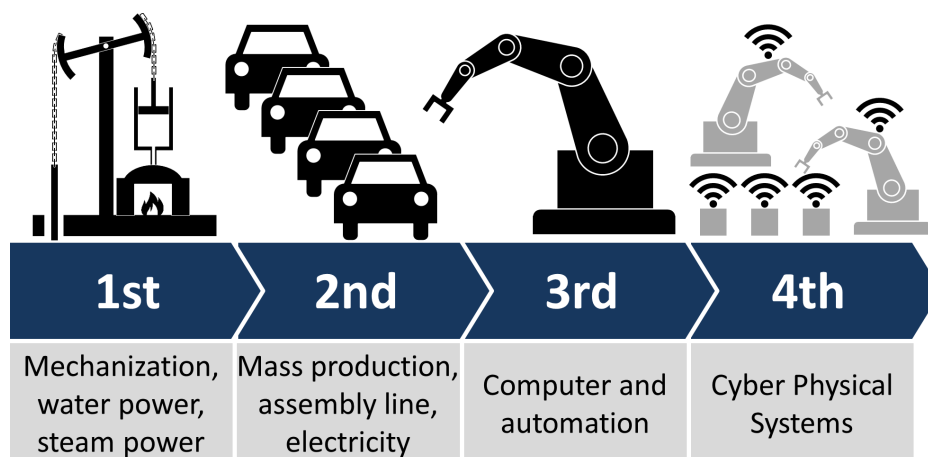 1st
2nd
3rd
4th
Mechanization,
water power,
steam power
Mass production,
assembly line,
electricity
Computer and
automation
Cyber Physical
Systems